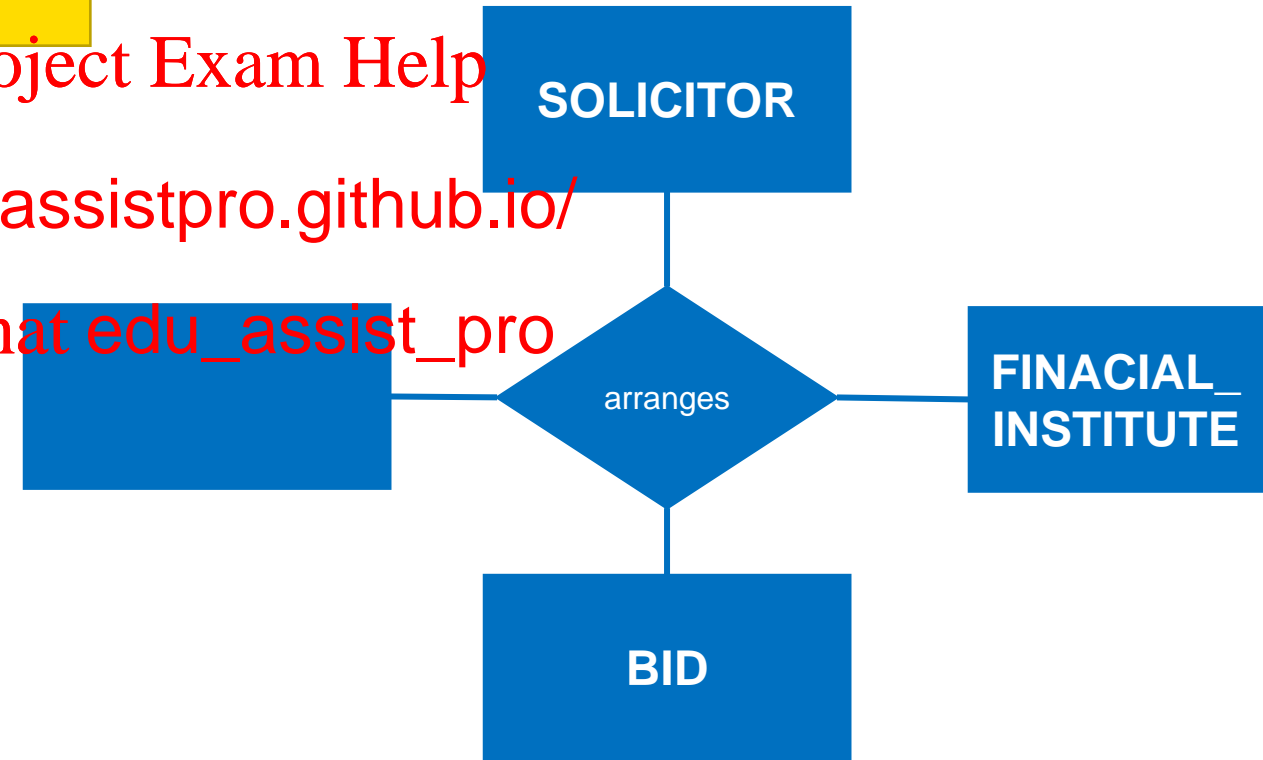 oject Exam Help
SOLICITOR
assistpro.github.io/
hat edu_assist_pro
FINACIAL_
INSTITUTE
arranges
BID